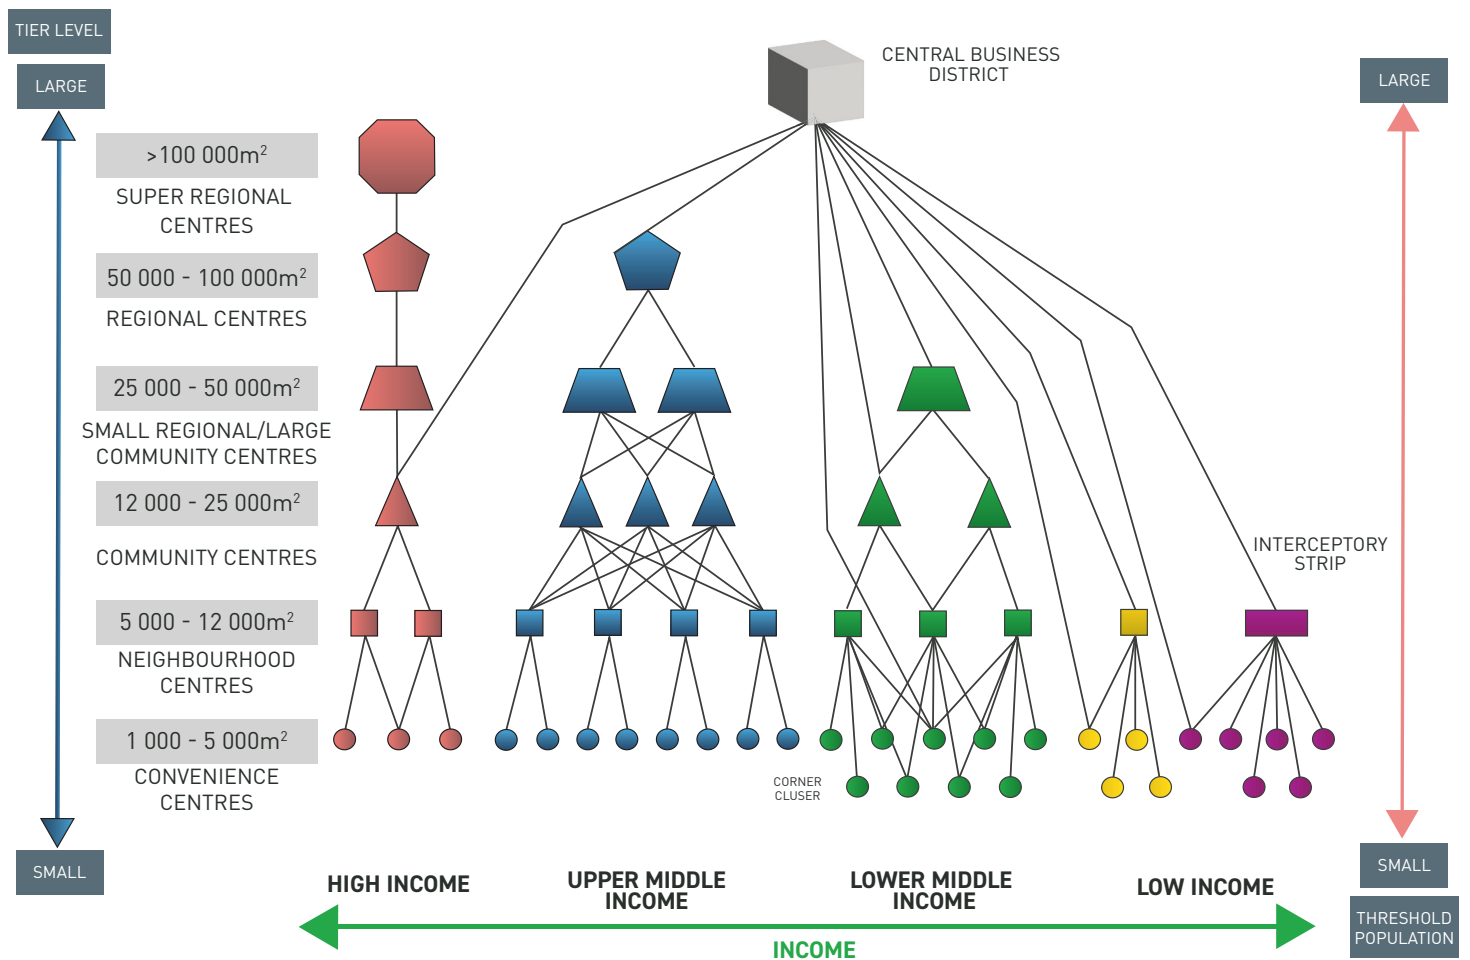 TIER LEVEL
LARGE
CENTRAL BUSINESS
DISTRICT
LARGE
>100 000m²
SUPER REGIONAL
CENTRES
50 000 - 100 000m²
REGIONAL CENTRES
25 000 - 50 000m²
SMALL REGIONAL/LARGE
COMMUNITY CENTRES
12 000 - 25 000m²
COMMUNITY CENTRES
INTERCEPTORY
STRIP
5 000 - 12 000m²
NEIGHBOURHOOD
CENTRES
1 000 - 5 000m²
CONVENIENCE
CENTRES
CORNER
CLUSER
SMALL
SMALL
HIGH INCOME
UPPER MIDDLE
INCOME
LOWER MIDDLE
INCOME
LOW INCOME
THRESHOLD
POPULATION
INCOME